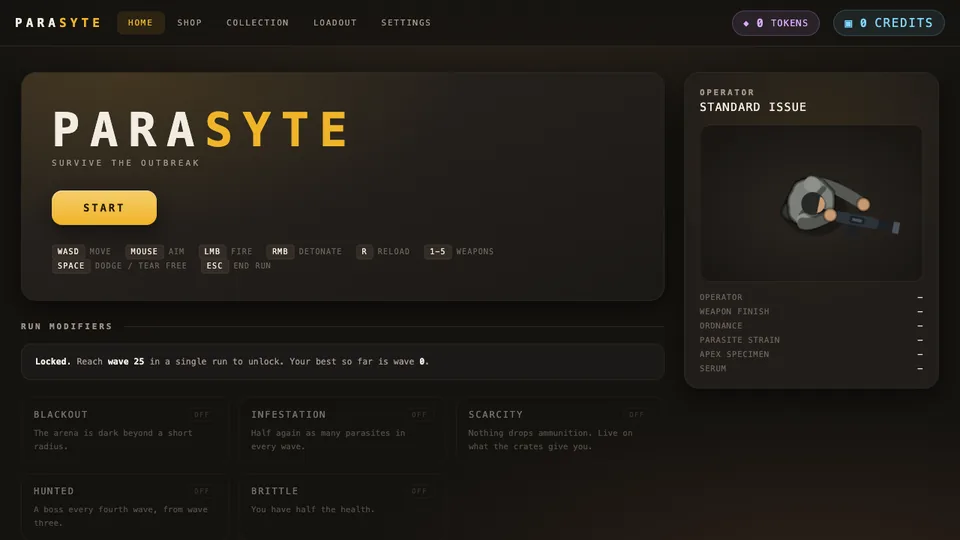 PARASYTE HOME SHOP COLLECTION LOADOUT SETTINGS ◆ 0 TOKENS ▣ 0 CREDITS
PARASYTE
SURVIVE THE OUTBREAK
START
WASD MOVE MOUSE AIM LMB FIRE RMB DETONATE R RELOAD 1–5 WEAPONS
SPACE DODGE / TEAR FREE ESC END RUN
RUN MODIFIERS
Locked. Reach wave 25 in a single run to unlock. Your best so far is wave 0.
BLACKOUT OFF
The arena is dark beyond a short
radius.
INFESTATION OFF
Half again as many parasites in
every wave.
SCARCITY OFF
Nothing drops ammunition. Live on
what the crates give you.
HUNTED OFF
A boss every fourth wave, from wave
three.
BRITTLE OFF
You have half the health.
OPERATOR
STANDARD ISSUE
OPERATOR –
WEAPON FINISH –
ORDNANCE –
PARASITE STRAIN –
APEX SPECIMEN –
SERUM –